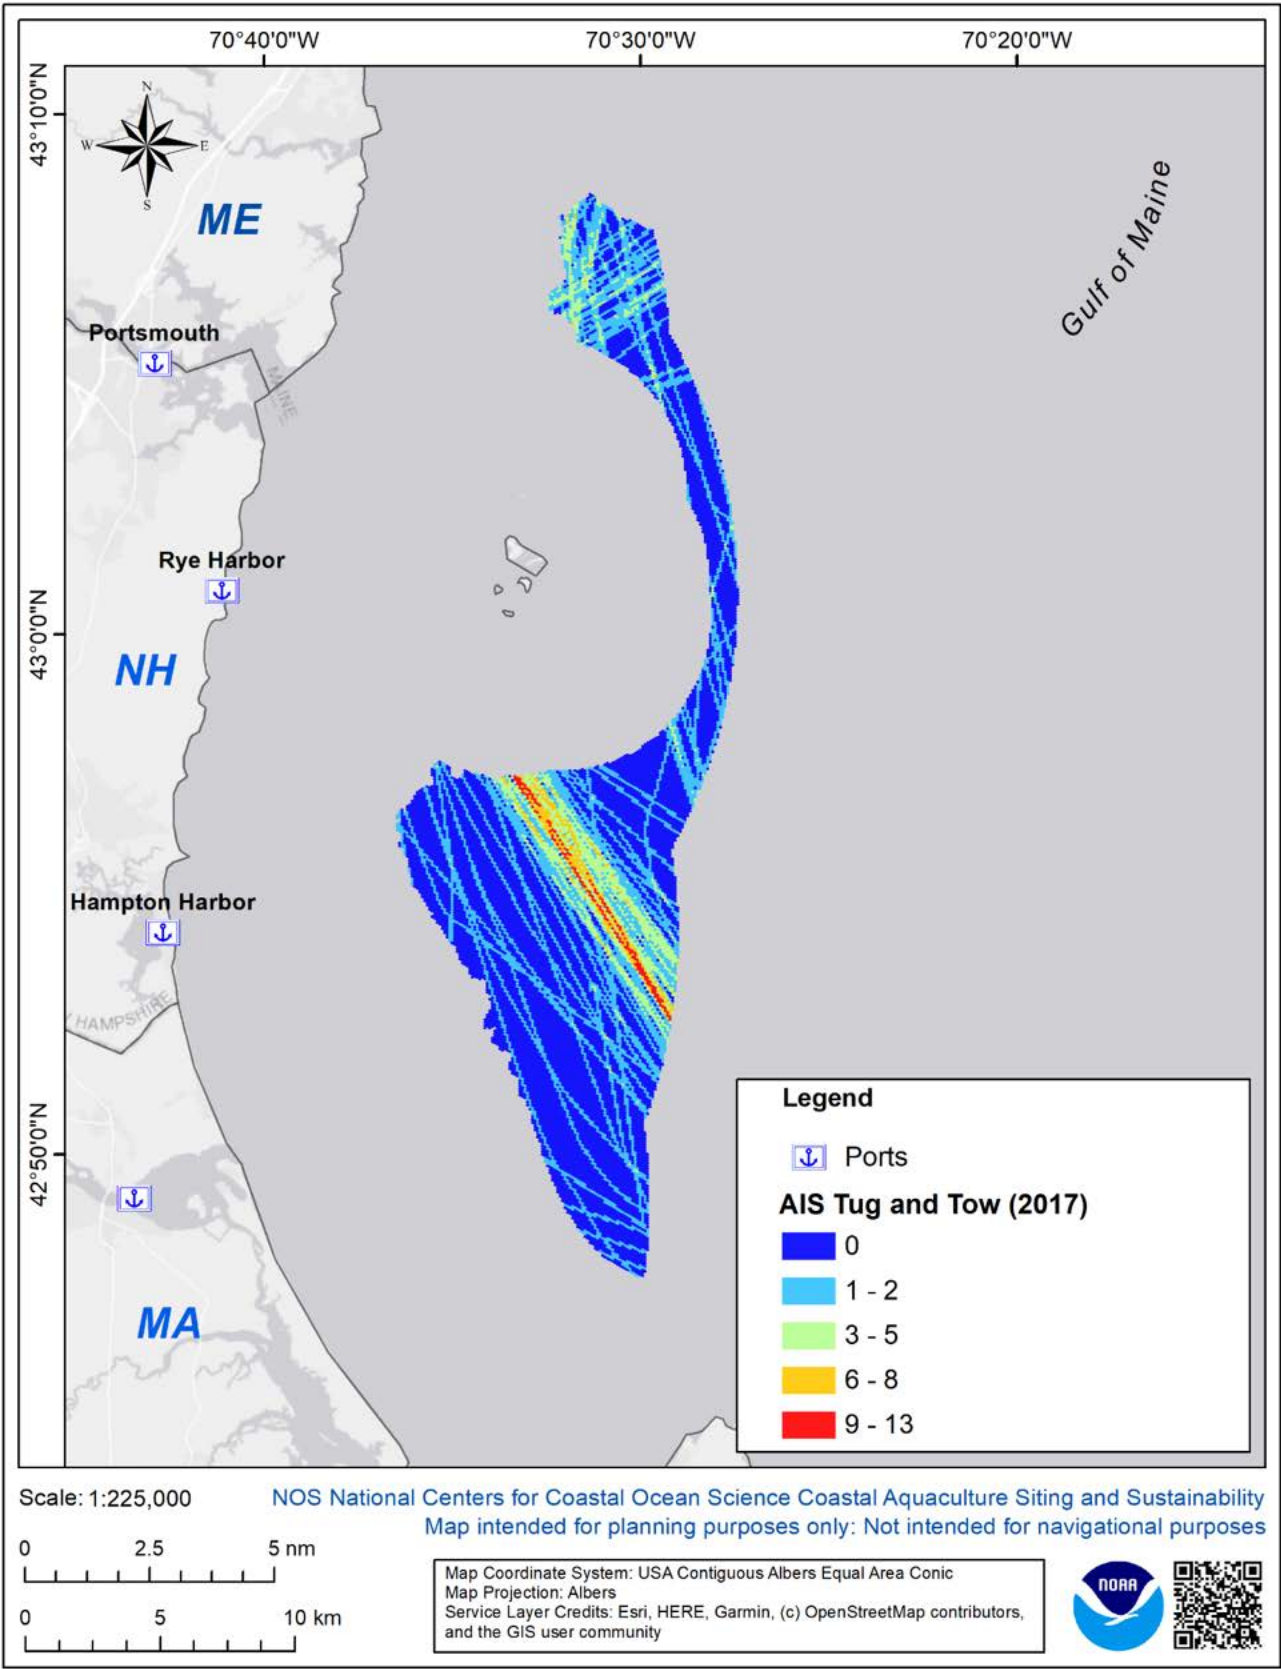 70°40'0"W 70°30'0"W 70°20'0"W
43°10'0"N
N
W E
S
ME
Gulf of Maine
Portsmouth
MAINE
Rye Harbor
43°0'0"N
NH
Hampton Harbor
HAMPSHIRE
42°50'0"N
MA
Legend
Ports
AIS Tug and Tow (2017)
0
1 - 2
3 - 5
6 - 8
9 - 13
Scale: 1:225,000
NOS National Centers for Coastal Ocean Science Coastal Aquaculture Siting and Sustainability
Map intended for planning purposes only: Not intended for navigational purposes
0 2.5 5 nm
0 5 10 km
Map Coordinate System: USA Contiguous Albers Equal Area Conic
Map Projection: Albers
Service Layer Credits: Esri, HERE, Garmin, (c) OpenStreetMap contributors,
and the GIS user community
NOAA